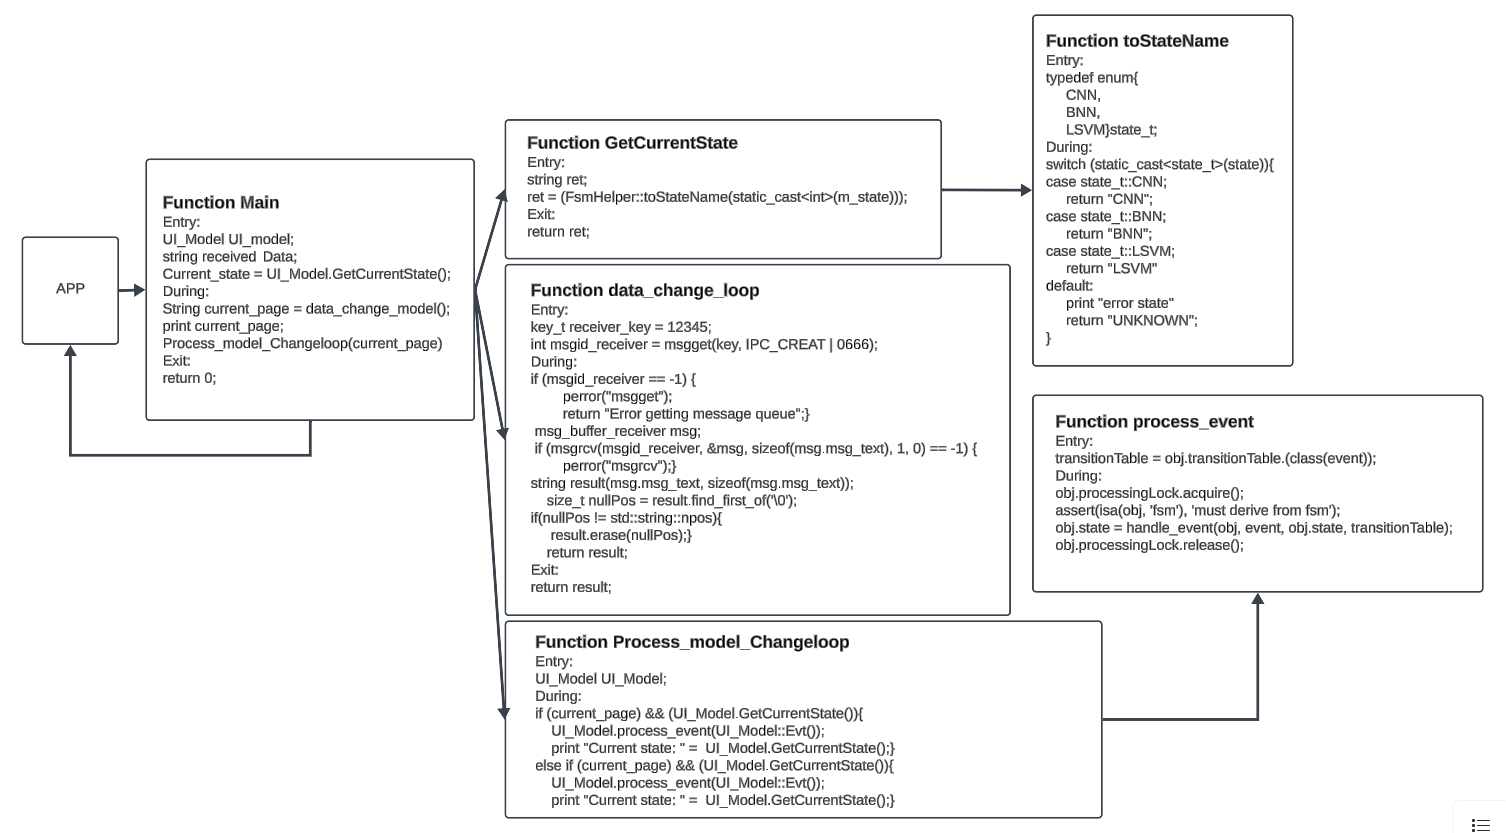 APP
Function Main
Entry:
UI_Model UI_model;
string received  Data;
Current_state = UI_Model.GetCurrentState();
During:
String current_page = data_change_model();
print current_page;
Process_model_Changeloop(current_page)
Exit:
return 0;
Function GetCurrentState
Entry:
string ret;
ret = (FsmHelper::toStateName(static_cast<int>(m_state)));
Exit:
return ret;
Function data_change_loop
Entry:
key_t receiver_key = 12345;
int msgid_receiver = msgget(key, IPC_CREAT | 0666);
During:
if (msgid_receiver == -1) {
perror("msgget");
return "Error getting message queue";}
msg_buffer_receiver msg;
if (msgrcv(msgid_receiver, &msg, sizeof(msg.msg_text), 1, 0) == -1) {
perror("msgrcv");}
string result(msg.msg_text, sizeof(msg.msg_text));
size_t nullPos = result.find_first_of('\0');
if(nullPos != std::string::npos){
result.erase(nullPos);}
return result;
Exit:
return result;
Function Process_model_Changeloop
Entry:
UI_Model UI_Model;
During:
if (current_page) && (UI_Model.GetCurrentState()){
UI_Model.process_event(UI_Model::Evt());
print "Current state: " =  UI_Model.GetCurrentState();}
else if (current_page) && (UI_Model.GetCurrentState()){
UI_Model.process_event(UI_Model::Evt());
print "Current state: " =  UI_Model.GetCurrentState();}
Function toStateName
Entry:
typedef enum{
CNN,
BNN,
LSVM}state_t;
During:
switch (static_cast<state_t>(state)){
case state_t::CNN;
return "CNN";
case state_t::BNN;
return "BNN";
case state_t::LSVM;
return "LSVM"
default:
print "error state"
return "UNKNOWN";
}
Function process_event
Entry:
transitionTable = obj.transitionTable.(class(event));
During:
obj.processingLock.acquire();
assert(isa(obj, 'fsm'), 'must derive from fsm');
obj.state = handle_event(obj, event, obj.state, transitionTable);
obj.processingLock.release();